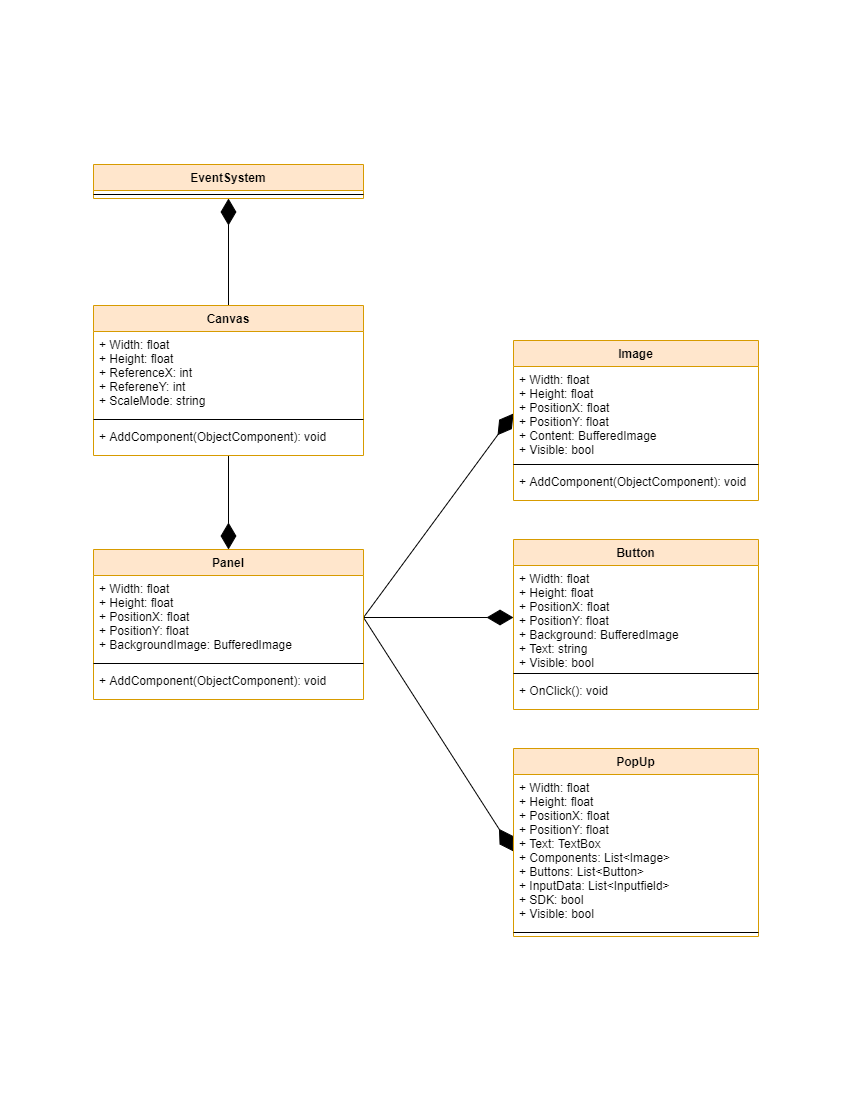 EventSystem
Canvas
+ Width: float
+ Height: float
+ ReferenceX: int
+ RefereneY: int
+ ScaleMode: string
+ AddComponent(ObjectComponent): void
Panel
+ Width: float
+ Height: float
+ PositionX: float
+ PositionY: float
+ BackgroundImage: BufferedImage
+ AddComponent(ObjectComponent): void
Image
+ Width: float
+ Height: float
+ PositionX: float
+ PositionY: float
+ Content: BufferedImage
+ Visible: bool
+ AddComponent(ObjectComponent): void
Button
+ Width: float
+ Height: float
+ PositionX: float
+ PositionY: float
+ Background: BufferedImage
+ Text: string
+ Visible: bool
+ OnClick(): void
PopUp
+ Width: float
+ Height: float
+ PositionX: float
+ PositionY: float
+ Text: TextBox
+ Components: List<Image>
+ Buttons: List<Button>
+ InputData: List<Inputfield>
+ SDK: bool
+ Visible: bool